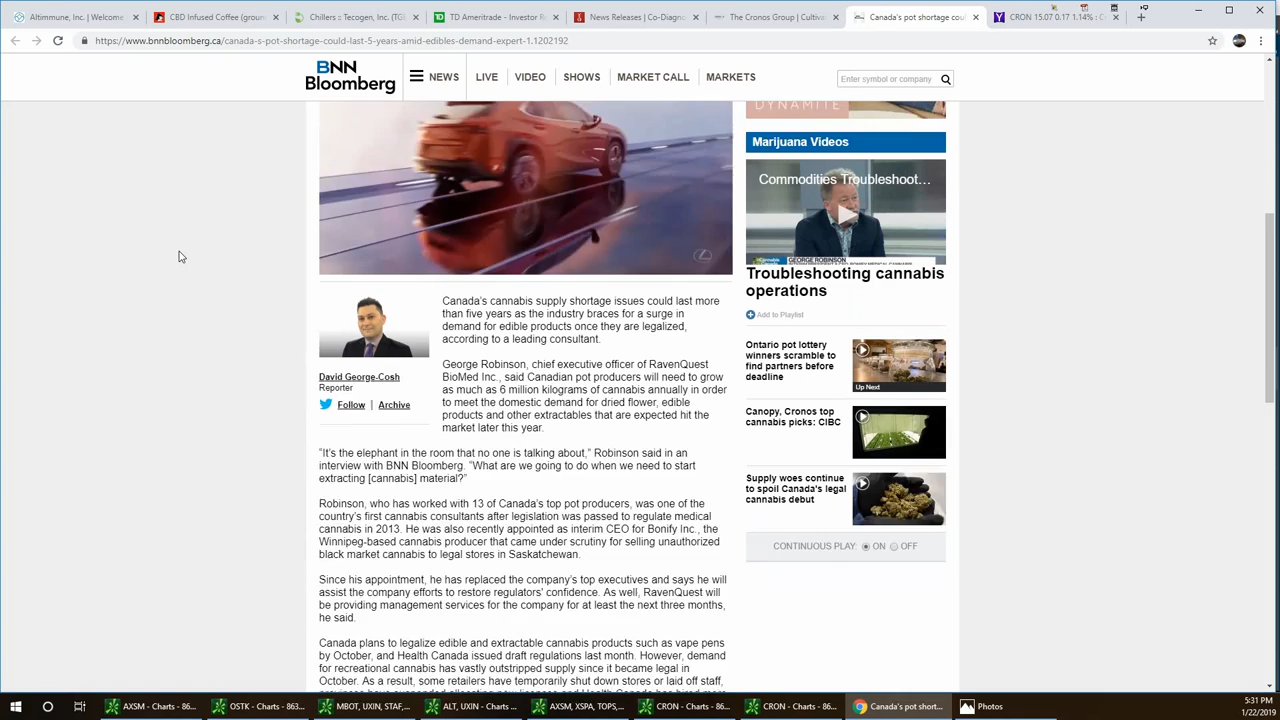 Altimmune, Inc. | Welcome
CBD Infused Coffee (groun
Chillers :: Tecogen, Inc. (TGE
TD Ameritrade - Investor R
News Releases | Co-Diagno
The Cronos Group | Cultiva
Canada's pot shortage coul
CRON 15.07 0.17 1.14% : C
https://www.bnnbloomberg.ca/canada-s-pot-shortage-could-last-5-years-amid-edibles-demand-expert-1.1202192
BNN
Bloomberg
NEWS
LIVE
VIDEO
SHOWS
MARKET CALL
MARKETS
Enter symbol or company
DYNAMITE
Marijuana Videos
Commodities Troubleshoot…
GEORGE ROBINSON
Troubleshooting cannabis
operations
Add to Playlist
Ontario pot lottery
winners scramble to
find partners before
deadline
Up Next
Canopy, Cronos top
cannabis picks: CIBC
Supply woes continue
to spoil Canada's legal
cannabis debut
CONTINUOUS PLAY: ON OFF
David George-Cosh
Reporter
Follow | Archive
Canada's cannabis supply shortage issues could last more
than five years as the industry braces for a surge in
demand for edible products once they are legalized,
according to a leading consultant.
George Robinson, chief executive officer of RavenQuest
BioMed Inc., said Canadian pot producers will need to grow
as much as 6 million kilograms of cannabis annually in order
to meet the domestic demand for dried flower, edible
products and other extractables that are expected hit the
market later this year.
"It's the elephant in the room that no one is talking about," Robinson said in an
interview with BNN Bloomberg. "What are we going to do when we need to start
extracting [cannabis] material?"
Robinson, who has worked with 13 of Canada's top pot producers, was one of the
country's first cannabis consultants after legislation was passed to regulate medical
cannabis in 2013. He was also recently appointed as interim CEO for Bonify Inc., the
Winnipeg-based cannabis producer that came under scrutiny for selling unauthorized
black market cannabis to legal stores in Saskatchewan.
Since his appointment, he has replaced the company's top executives and says he will
assist the company efforts to restore regulators' confidence. As well, RavenQuest will
be providing management services for the company for at least the next three months,
he said.
Canada plans to legalize edible and extractable cannabis products such as vape pens
by October, and Health Canada issued draft regulations last month. However, demand
for recreational cannabis has vastly outstripped supply since it became legal in
October. As a result, some retailers have temporarily shut down stores or laid off staff,
AXSM - Charts - 86...
OSTK - Charts - 863...
MBOT, UXIN, STAF,...
ALT, UXIN - Charts ...
AXSM, XSPA, TOPS,...
CRON - Charts - 86...
CRON - Charts - 86...
Canada's pot short...
Photos
5:31 PM
1/22/2019